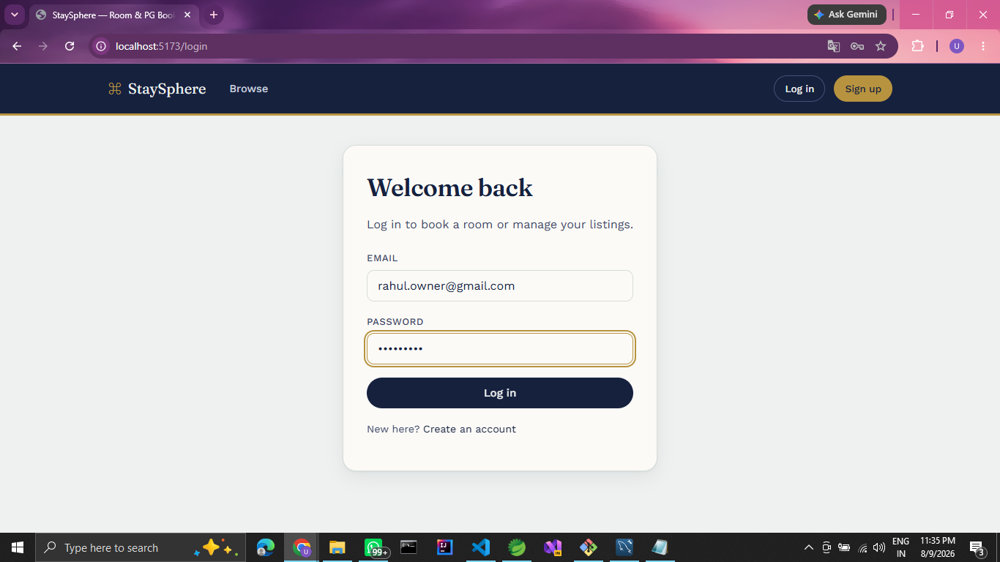 StaySphere — Room & PG Bool
Ask Gemini
localhost:5173/login
U
StaySphere
Browse
Log in
Sign up
Welcome back
Log in to book a room or manage your listings.
EMAIL
rahul.owner@gmail.com
PASSWORD
•••••••••
Log in
New here? Create an account
Type here to search
U
99+
IJ
IN
ENG
IN
11:35 PM
8/9/2026
3